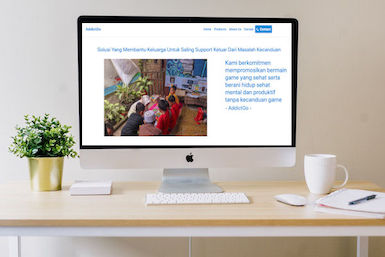 AddictGo
Home Products About Us Contact
Contact
Solusi Yang Membantu Keluarga Untuk Saling Support Keluar Dari Masalah Kecanduan
Kami berkomitmen
mempromosikan bermain
game yang sehat serta
berani hidup sehat
mental dan produktif
tanpa kecanduan game
- AddictGo -